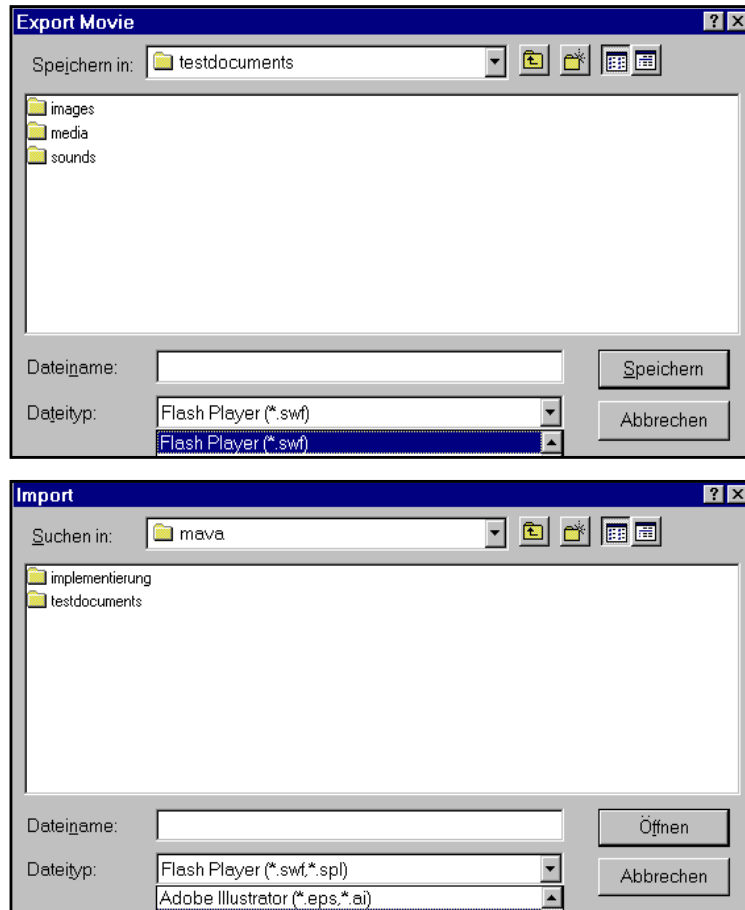 Export Movie
Speichern in: testdocuments
images
media
sounds
Dateiname: Speichern
Dateityp: Flash Player (*.swf) Abbrechen
Flash Player (*.swf)
Import
Suchen in: mava
implementierung
testdocuments
Dateiname: Öffnen
Dateityp: Flash Player (*.swf,*.spl) Abbrechen
Adobe Illustrator (*.eps,*.ai)